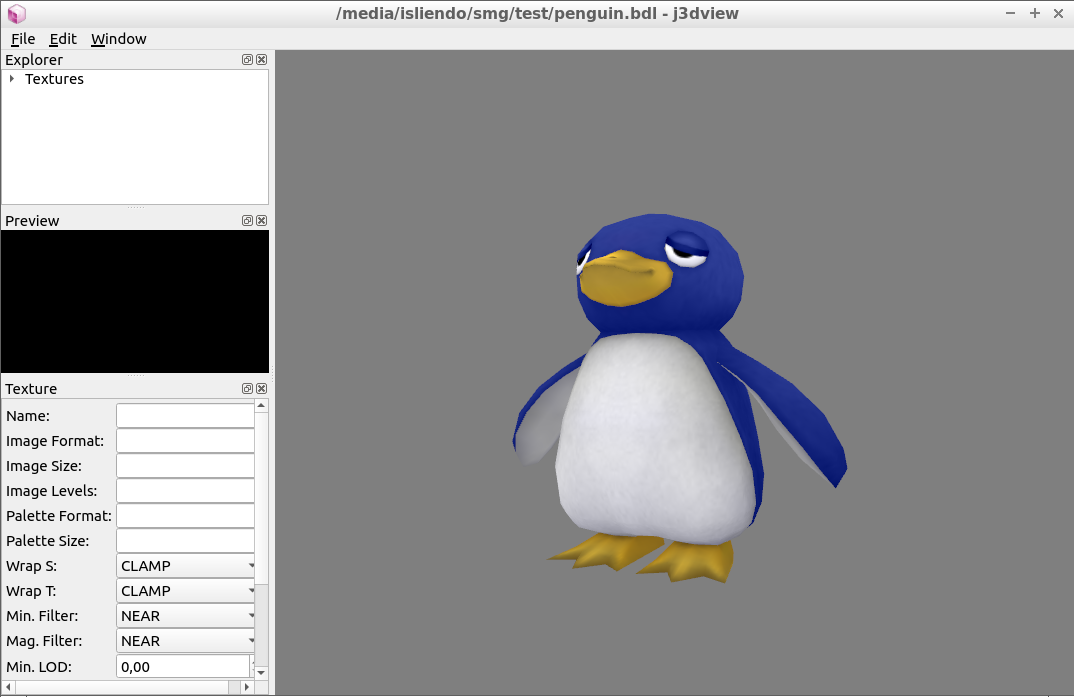 /media/isliendo/smg/test/penguin.bdl - j3dview
File Edit Window
Explorer
Textures
Preview
Texture
Name:
Image Format:
Image Size:
Image Levels:
Palette Format:
Palette Size:
Wrap S: CLAMP
Wrap T: CLAMP
Min. Filter: NEAR
Mag. Filter: NEAR
Min. LOD: 0,00